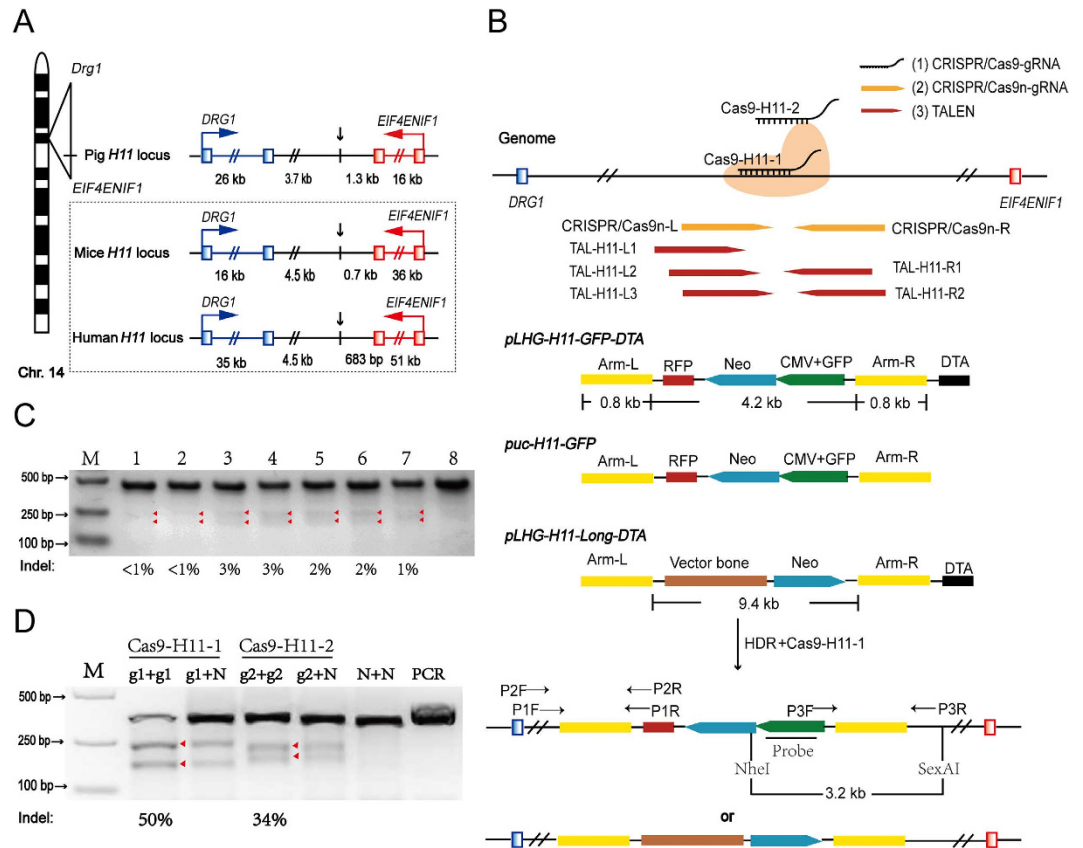 A
Drg1
EIF4ENIF1
Chr. 14
DRG1
EIF4ENIF1
Pig H11 locus
26 kb 3.7 kb 1.3 kb 16 kb
DRG1
EIF4ENIF1
Mice H11 locus
16 kb 4.5 kb 0.7 kb 36 kb
DRG1
EIF4ENIF1
Human H11 locus
35 kb 4.5 kb 683 bp 51 kb
B
(1) CRISPR/Cas9-gRNA
(2) CRISPR/Cas9n-gRNA
(3) TALEN
Cas9-H11-2
Genome
Cas9-H11-1
DRG1
EIF4ENIF1
CRISPR/Cas9n-L CRISPR/Cas9n-R
TAL-H11-L1
TAL-H11-L2 TAL-H11-R1
TAL-H11-L3 TAL-H11-R2
pLHG-H11-GFP-DTA
Arm-L RFP Neo CMV+GFP Arm-R DTA
0.8 kb 4.2 kb 0.8 kb
puc-H11-GFP
Arm-L RFP Neo CMV+GFP Arm-R
pLHG-H11-Long-DTA
Arm-L Vector bone Neo Arm-R DTA
9.4 kb
HDR+Cas9-H11-1
P2F P2R
P1F P1R P3F P3R
Probe
NheI SexAI
3.2 kb
or
C
M 1 2 3 4 5 6 7 8
500 bp
250 bp
100 bp
Indel: <1% <1% 3% 3% 2% 2% 1%
D
Cas9-H11-1 Cas9-H11-2
M g1+g1 g1+N g2+g2 g2+N N+N PCR
500 bp
250 bp
100 bp
Indel: 50% 34%